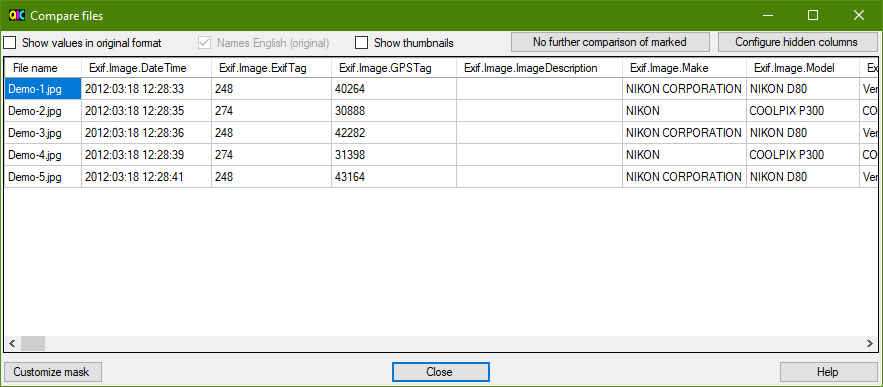 QIC Compare files
Show values in original format Names English (original) Show thumbnails No further comparison of marked Configure hidden columns
File name Exif.Image.DateTime Exif.Image.ExifTag Exif.Image.GPSTag Exif.Image.ImageDescription Exif.Image.Make Exif.Image.Model Ex
Demo-1.jpg 2012:03:18 12:28:33 248 40264 NIKON CORPORATION NIKON D80 Ver
Demo-2.jpg 2012:03:18 12:28:35 274 30888 NIKON COOLPIX P300 CO
Demo-3.jpg 2012:03:18 12:28:36 248 42282 NIKON CORPORATION NIKON D80 Ver
Demo-4.jpg 2012:03:18 12:28:39 274 31398 NIKON COOLPIX P300 CO
Demo-5.jpg 2012:03:18 12:28:41 248 43164 NIKON CORPORATION NIKON D80 Ver
Customize mask Close Help